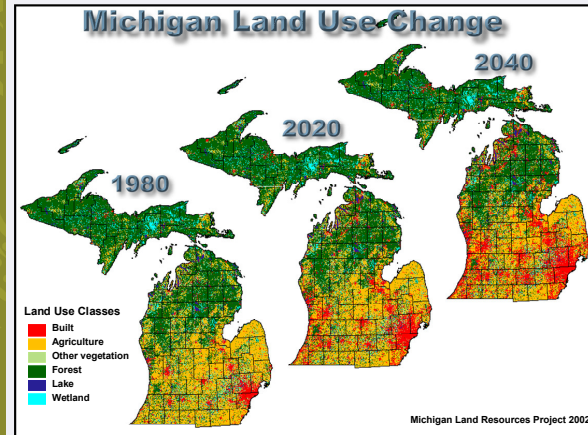 Michigan Land Use Change
2040
2020
1980
Land Use Classes
Built
Agriculture
Other vegetation
Forest
Lake
Wetland
Michigan Land Resources Project 2002